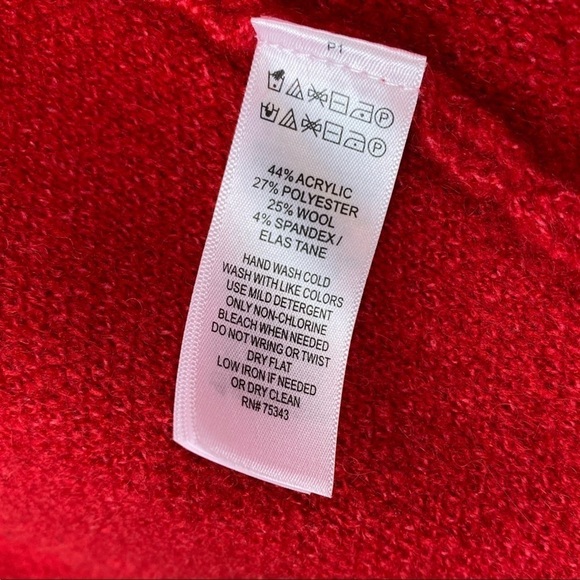 P1
44% ACRYLIC
27% POLYESTER
25% WOOL
4% SPANDEX/
ELAS TANE
HAND WASH COLD
WASH WITH LIKE COLORS
USE MILD DETERGENT
ONLY NON-CHLORINE
BLEACH WHEN NEEDED
DO NOT WRING OR TWIST
DRY FLAT
LOW IRON IF NEEDED
OR DRY CLEAN
RN# 75343